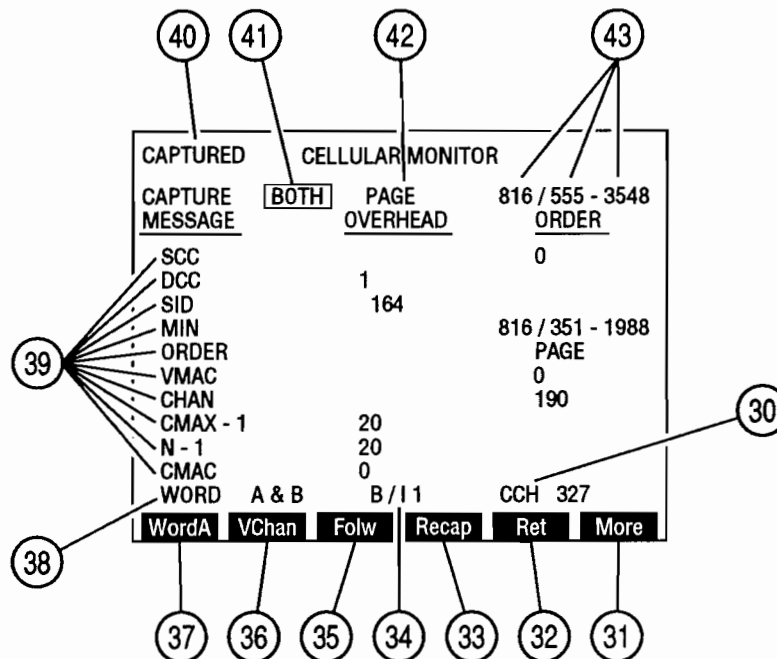 40 41 42 43
CAPTURED CELLULAR MONITOR
CAPTURE BOTH PAGE 816 / 555 - 3548
MESSAGE OVERHEAD ORDER
SCC 0
DCC 1
SID 164
MIN 816 / 351 - 1988
39 ORDER PAGE
VMAC 0
CHAN 190
30
CMAX - 1 20
N - 1 20
CMAC 0
WORD A & B B / I 1 CCH 327
WordA VChan Folw Recap Ret More
38
37 36 35 34 33 32 31